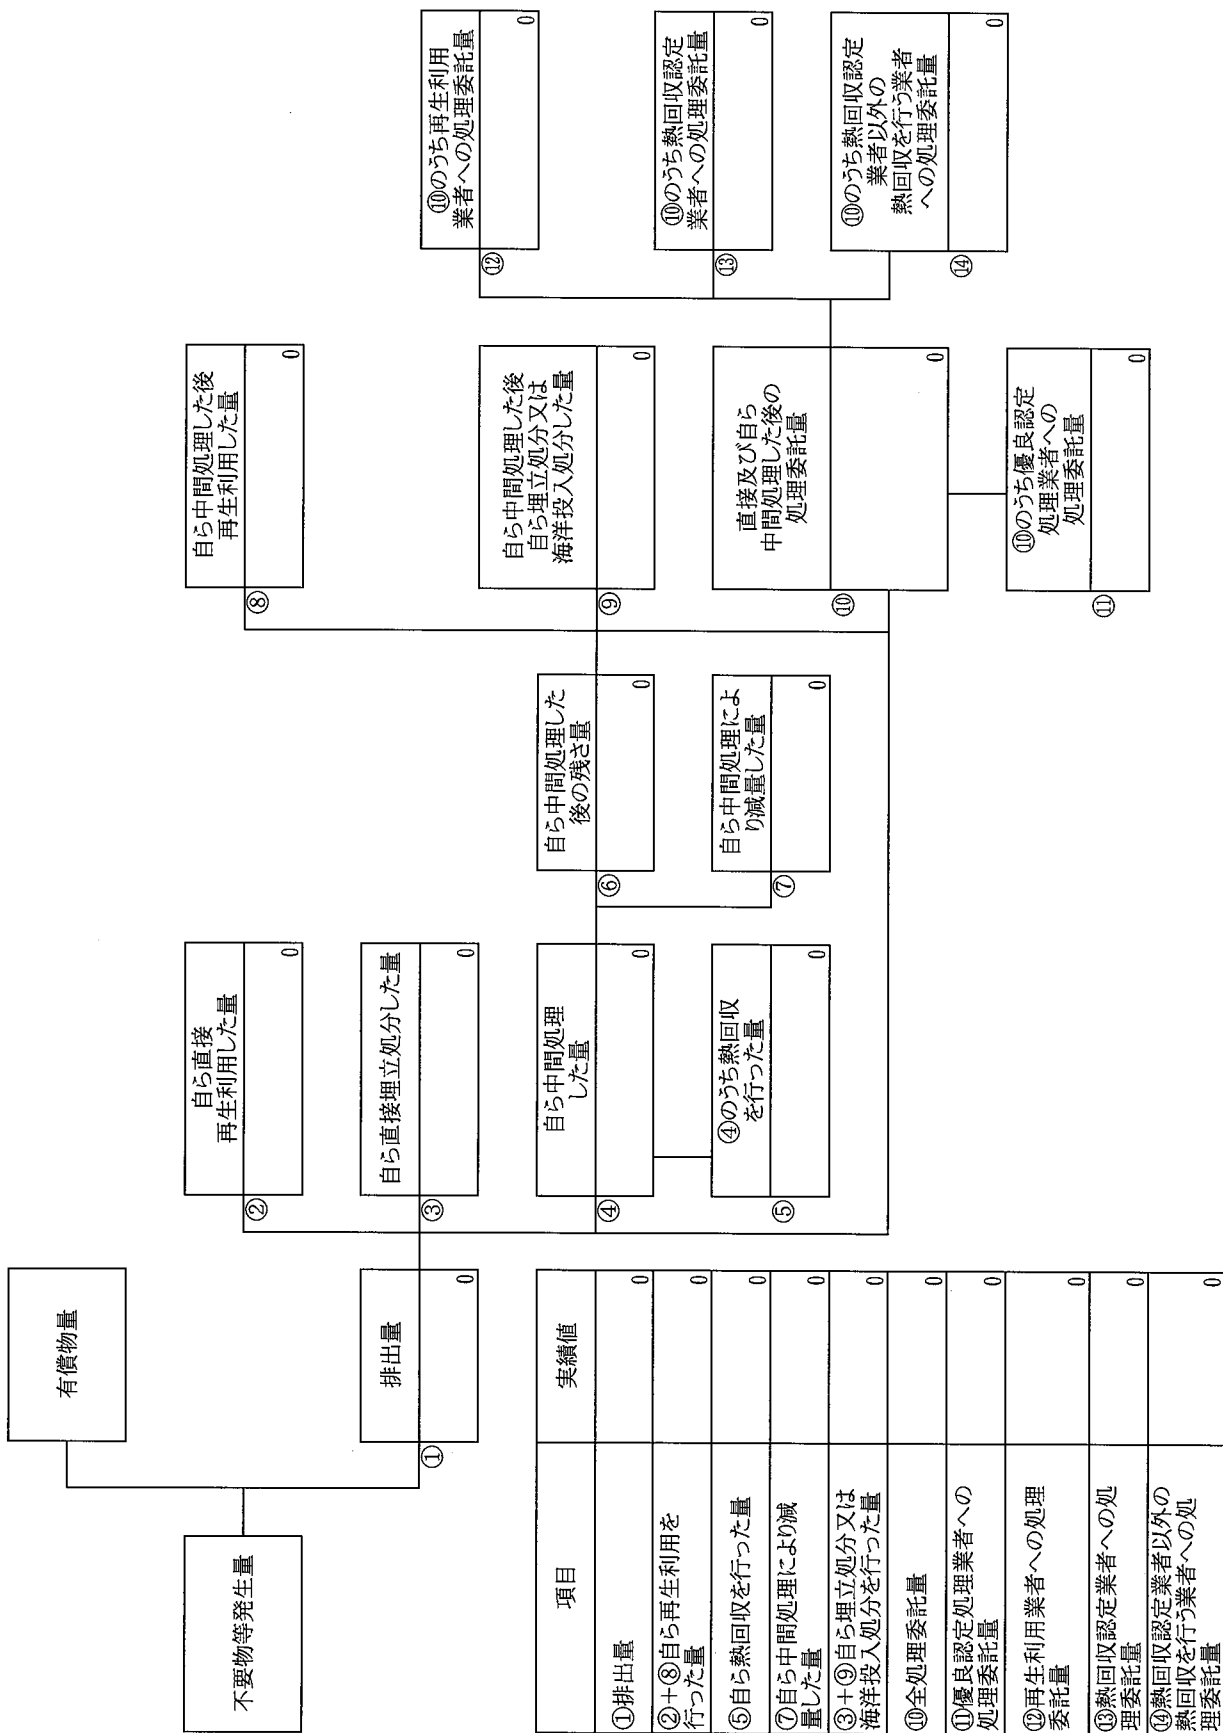 不要物等発生量
有償物量
排出量
①
0
自ら直接
再生利用した量
②
0
自ら直接埋立処分した量
③
0
自ら中間処理
した量
④
0
④のうち熱回収
を行った量
⑤
0
自ら中間処理した
後の残さ量
⑥
0
自ら中間処理によ
り減量した量
⑦
0
自ら中間処理した後
再生利用した量
⑧
0
自ら中間処理した後
自ら埋立処分又は
海洋投入処分した量
⑨
0
直接及び自ら
中間処理した後の
処理委託量
⑩
0
⑩のうち優良認定
処理業者への
処理委託量
⑪
0
⑩のうち再生利用
業者への処理委託量
⑫
0
⑩のうち熱回収認定
業者への処理委託量
⑬
0
⑩のうち熱回収認定
業者以外の
熱回収を行う業者
への処理委託量
⑭
0
項目 実績値
①排出量 0
②+⑧自ら再生利用を
行った量 0
⑤自ら熱回収を行った量 0
⑦自ら中間処理により減
量した量 0
③+⑨自ら埋立処分又は
海洋投入処分を行った量 0
⑩全処理委託量 0
⑪優良認定処理業者への
処理委託量 0
⑫再生利用業者への処理
委託量 0
⑬熱回収認定業者への処
理委託量 0
⑭熱回収認定業者以外の
熱回収を行う業者への処
理委託量 0